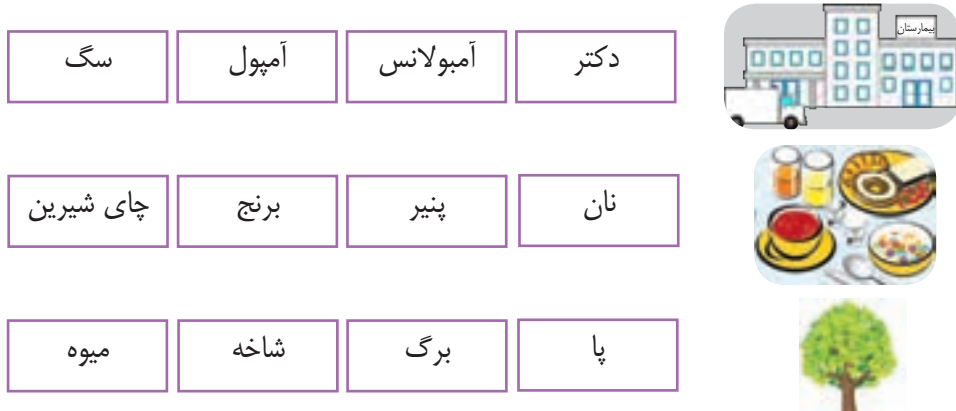 بیمارستان
دکتر آمبولانس آمپول سگ
نان پنیر برنج چای شیرین
پا برگ شاخه میوه